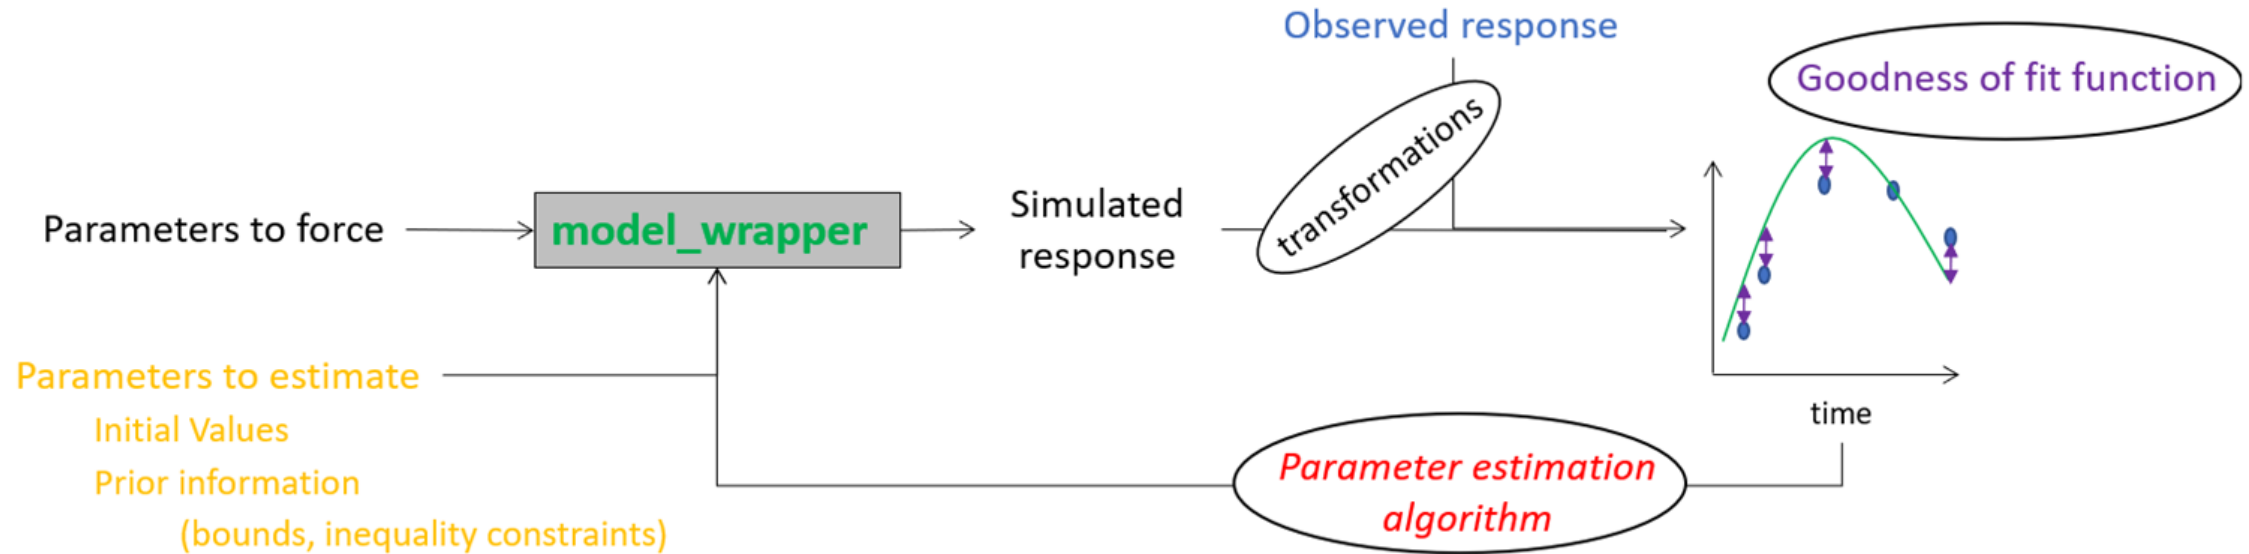 Observed response
Goodness of fit function
transformations
Parameters to force
model_wrapper
Simulated
response
Parameters to estimate
Initial Values
Prior information
(bounds, inequality constraints)
time
Parameter estimation
algorithm